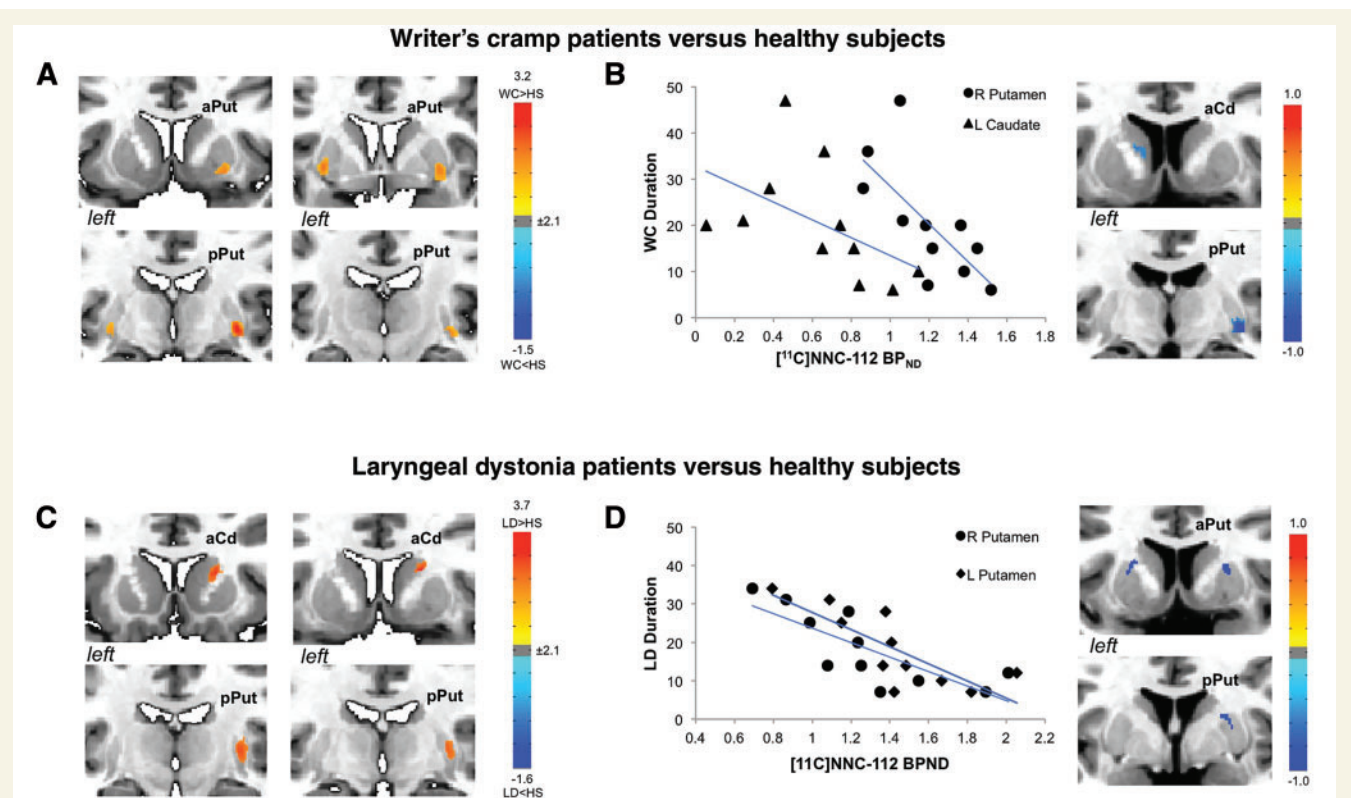 Writer's cramp patients versus healthy subjects
A
aPut
aPut
left
left
pPut
pPut
3.2
WC>HS
±2.1
-1.5
WC<HS
B
WC Duration
50
40
30
20
10
0
0 0.2 0.4 0.6 0.8 1 1.2 1.4 1.6 1.8
[¹¹C]NNC-112 BP_ND
R Putamen
L Caudate
aCd
left
pPut
1.0
-1.0
Laryngeal dystonia patients versus healthy subjects
C
aCd
aCd
left
left
pPut
pPut
3.7
LD>HS
±2.1
-1.6
LD<HS
D
LD Duration
50
40
30
20
10
0
0.4 0.6 0.8 1 1.2 1.4 1.6 1.8 2 2.2
[11C]NNC-112 BPND
R Putamen
L Putamen
aPut
left
pPut
1.0
-1.0